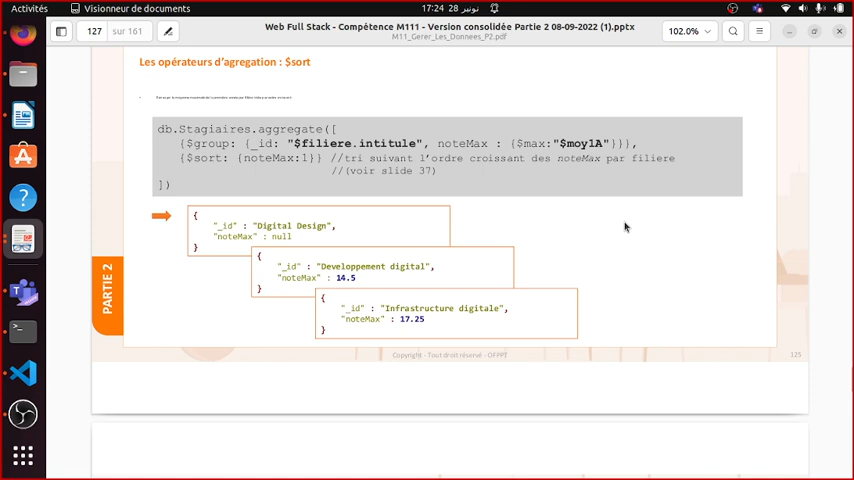 Activités
Visionneur de documents
17:24 28 نونبر
Web Full Stack - Compétence M111 - Version consolidée Partie 2 08-09-2022 (1).pptx
M11_Gerer_Les_Donnees_P2.pdf
127 sur 161
102.0%
Les opérateurs d'agregation : $sort
db.Stagiaires.aggregate([
{$group: {_id: "$filiere.intitule", noteMax : {$max:"$moy1A"}}},
{$sort: {noteMax:1}} //tri suivant l'ordre croissant des noteMax par filiere
//(voir slide 37)
])
{
"_id" : "Digital Design",
"noteMax" : null
}
{
"_id" : "Developpement digital",
"noteMax" : 14.5
}
{
"_id" : "Infrastructure digitale",
"noteMax" : 17.25
}
PARTIE 2
Copyright - Tout droit réservé - OFPPT
125